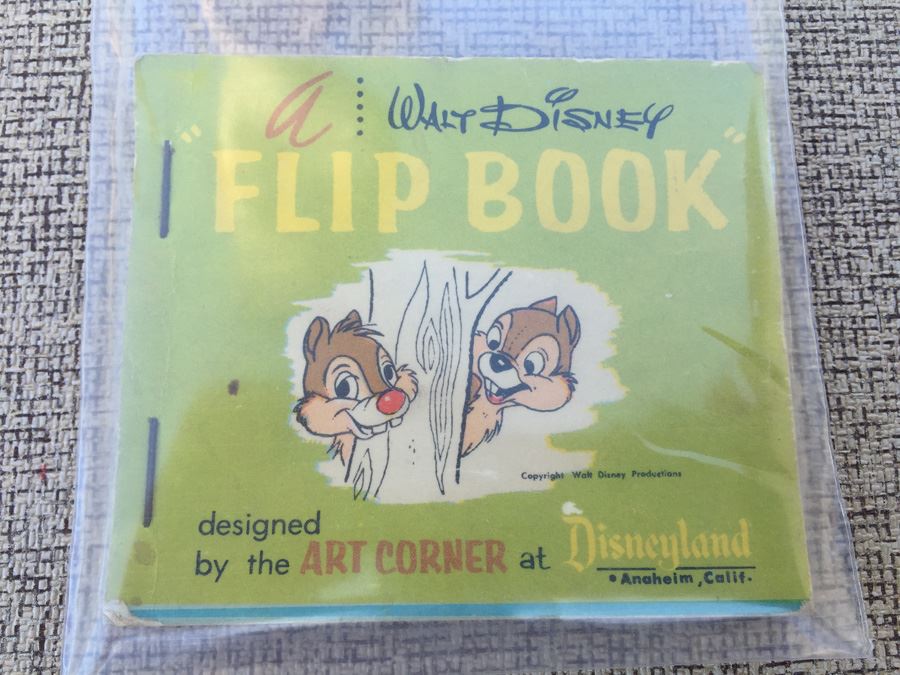 a WALT DISNEY
"FLIP BOOK"
Copyright Walt Disney Productions
designed
by the ART CORNER at Disneyland
• Anaheim, Calif.